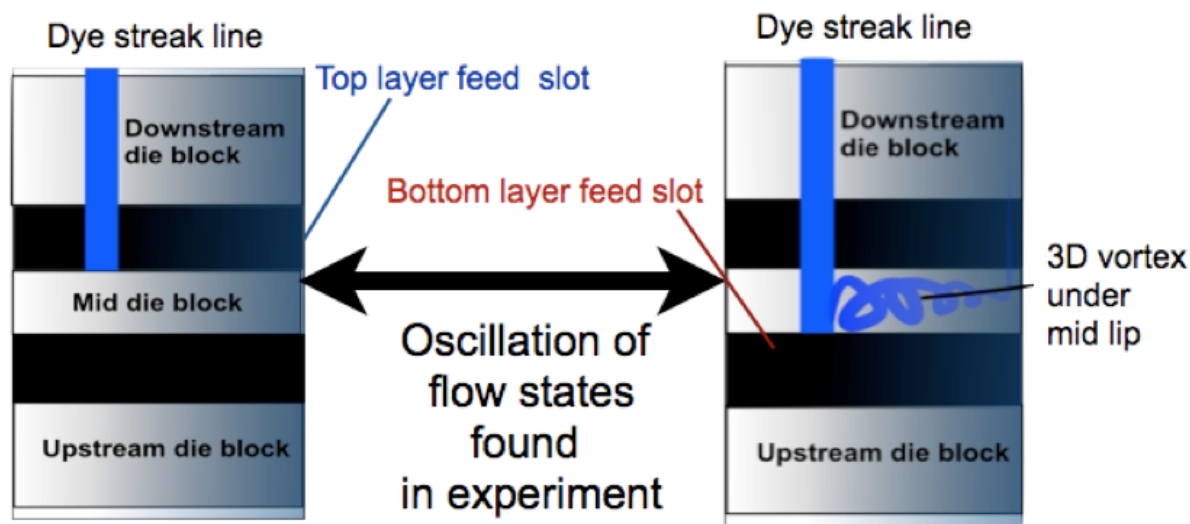 Dye streak line
Top layer feed slot
Downstream
die block
Mid die block
Upstream die block
Bottom layer feed slot
Oscillation of
flow states
found
in experiment
Dye streak line
Downstream
die block
3D vortex
under
mid lip
Upstream die block